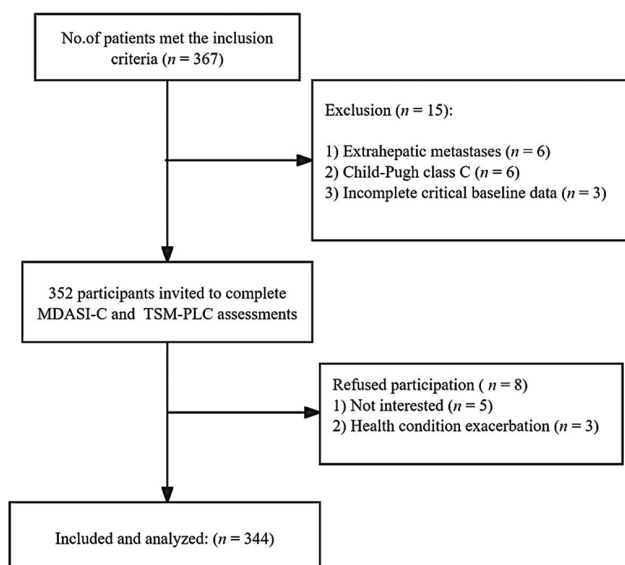 No.of patients met the inclusion
criteria (n = 367)
Exclusion (n = 15):
1) Extrahepatic metastases (n = 6)
2) Child-Pugh class C (n = 6)
3) Incomplete critical baseline data (n = 3)
352 participants invited to complete
MDASI-C and TSM-PLC assessments
Refused participation ( n = 8)
1) Not interested (n = 5)
2) Health condition exacerbation (n = 3)
Included and analyzed: (n = 344)